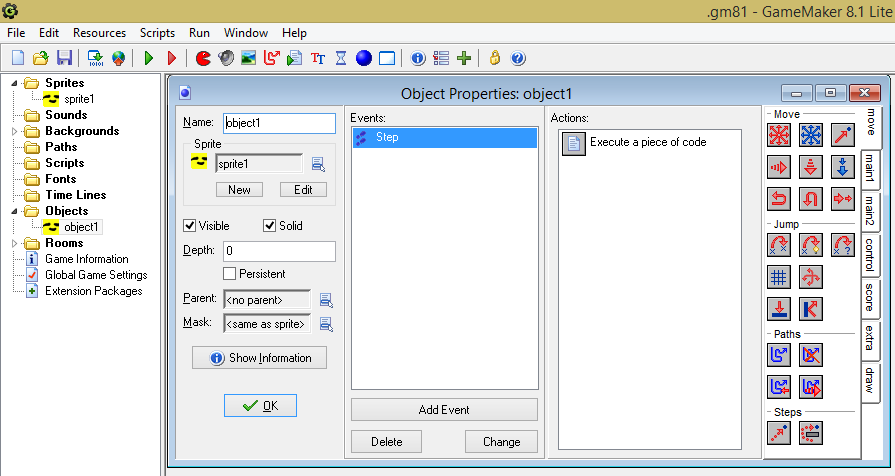 .gm81 - GameMaker 8.1 Lite
File Edit Resources Scripts Run Window Help
TT
Sprites
sprite1
Sounds
Backgrounds
Paths
Scripts
Fonts
Time Lines
Objects
object1
Rooms
Game Information
Global Game Settings
Extension Packages
Object Properties: object1
Name: object1
Sprite
sprite1
New Edit
Visible Solid
Depth: 0
Persistent
Parent: <no parent>
Mask: <same as sprite>
Show Information
OK
Events:
Step
Add Event
Delete Change
Actions:
Execute a piece of code
Move
Jump
Paths
Steps
move
main1
main2
control
score
extra
draw